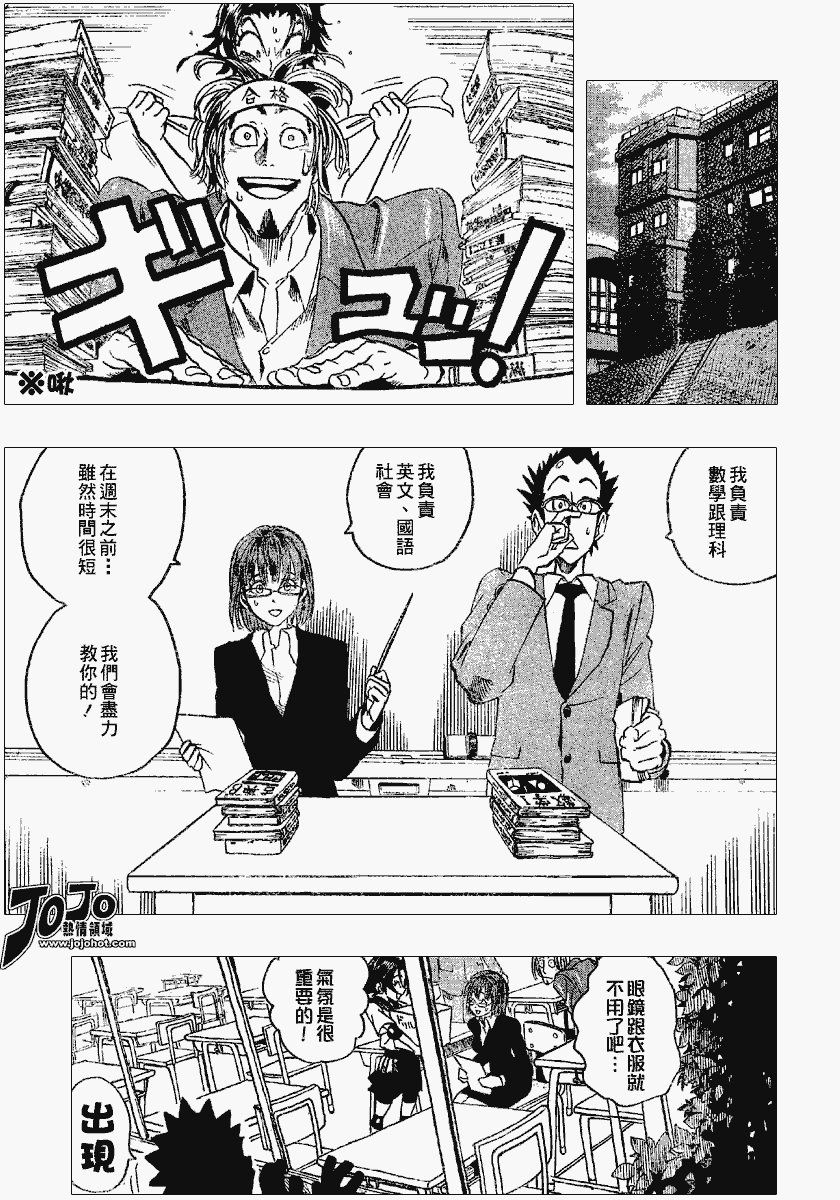 合格
ギュッ!
※啾
我負責
數學跟理科
我負責
英文、國語
社會
在週末之前…
雖然時間很短
我們會盡力
教你的!
眼鏡跟衣服就
不用了吧…
氣氛是很
重要的!
出現
JOJO
熱情領域
www.jojohot.com